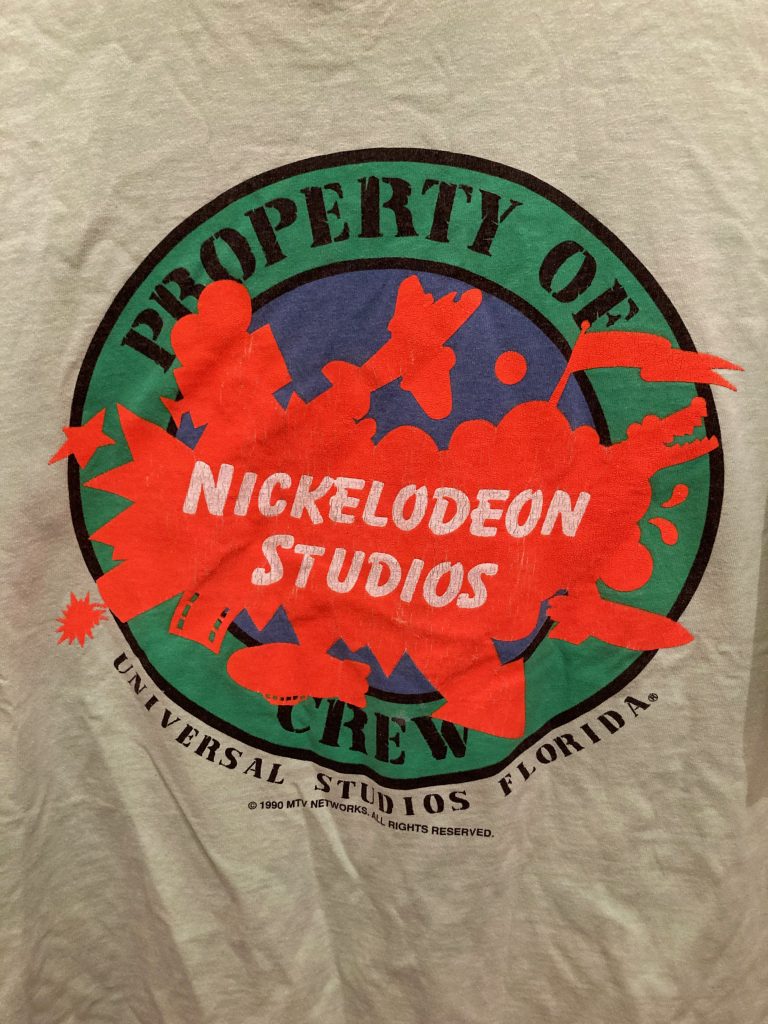 PROPERTY OF
NICKELODEON
STUDIOS
CREW
UNIVERSAL STUDIOS FLORIDA®
© 1990 MTV NETWORKS. ALL RIGHTS RESERVED.